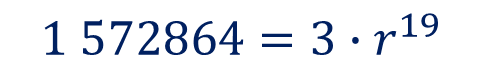 1 572864 = 3 · r¹⁹